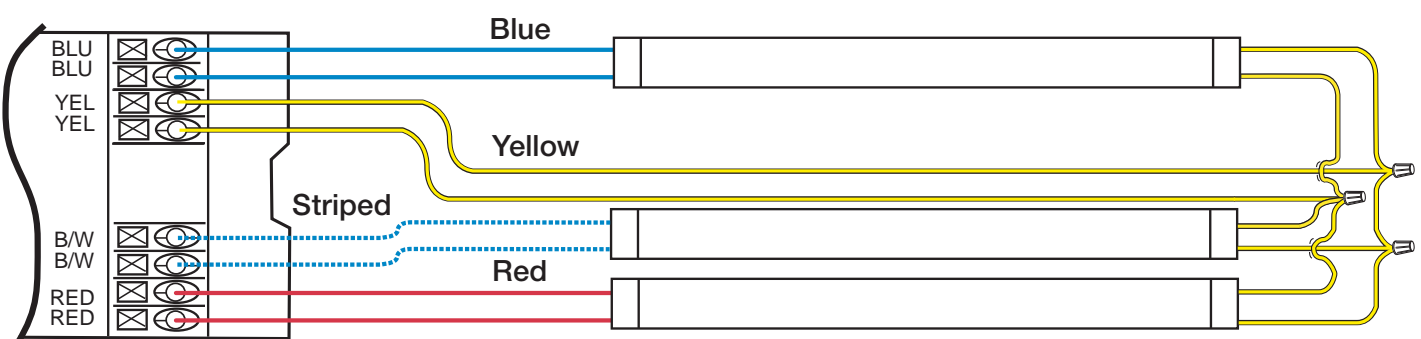 BLU
BLU
YEL
YEL
B/W
B/W
RED
RED
Blue
Yellow
Striped
Red